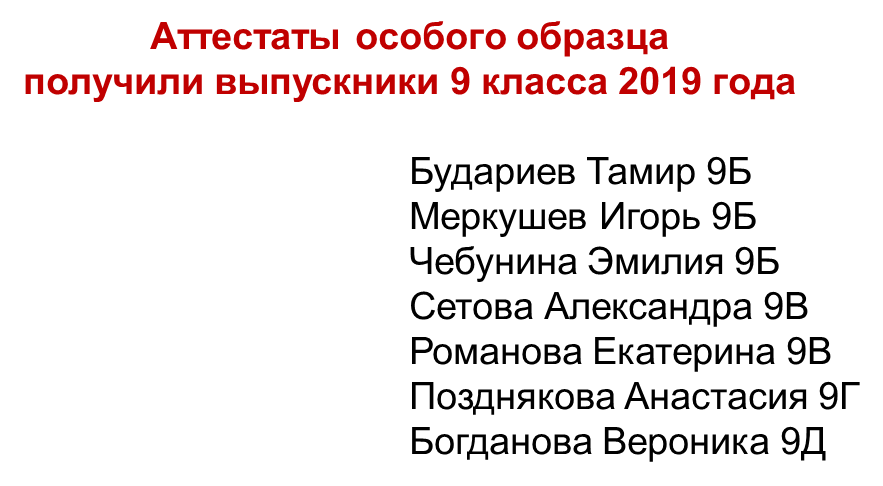 Аттестаты особого образца
получили выпускники 9 класса 2019 года
Будариев Тамир 9Б
Меркушев Игорь 9Б
Чебунина Эмилия 9Б
Сетова Александра 9В
Романова Екатерина 9В
Позднякова Анастасия 9Г
Богданова Вероника 9Д